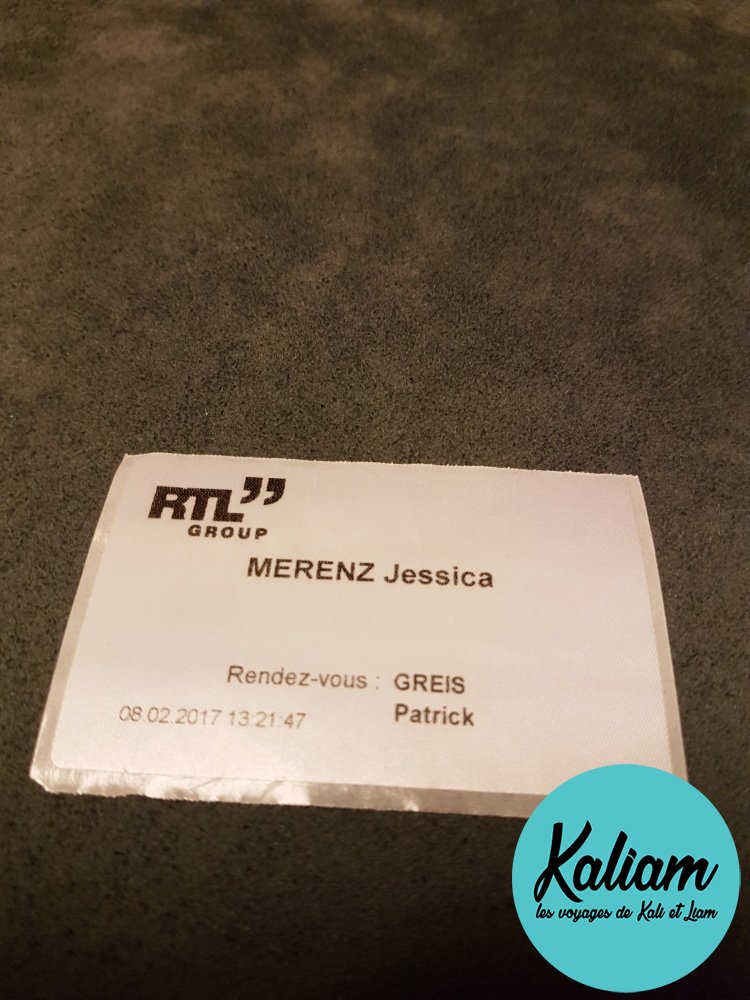 RTL"
GROUP
MERENZ Jessica
Rendez-vous : GREIS
08.02.2017 13:21:47 Patrick
Kaliam
les voyages de Kali et Liam